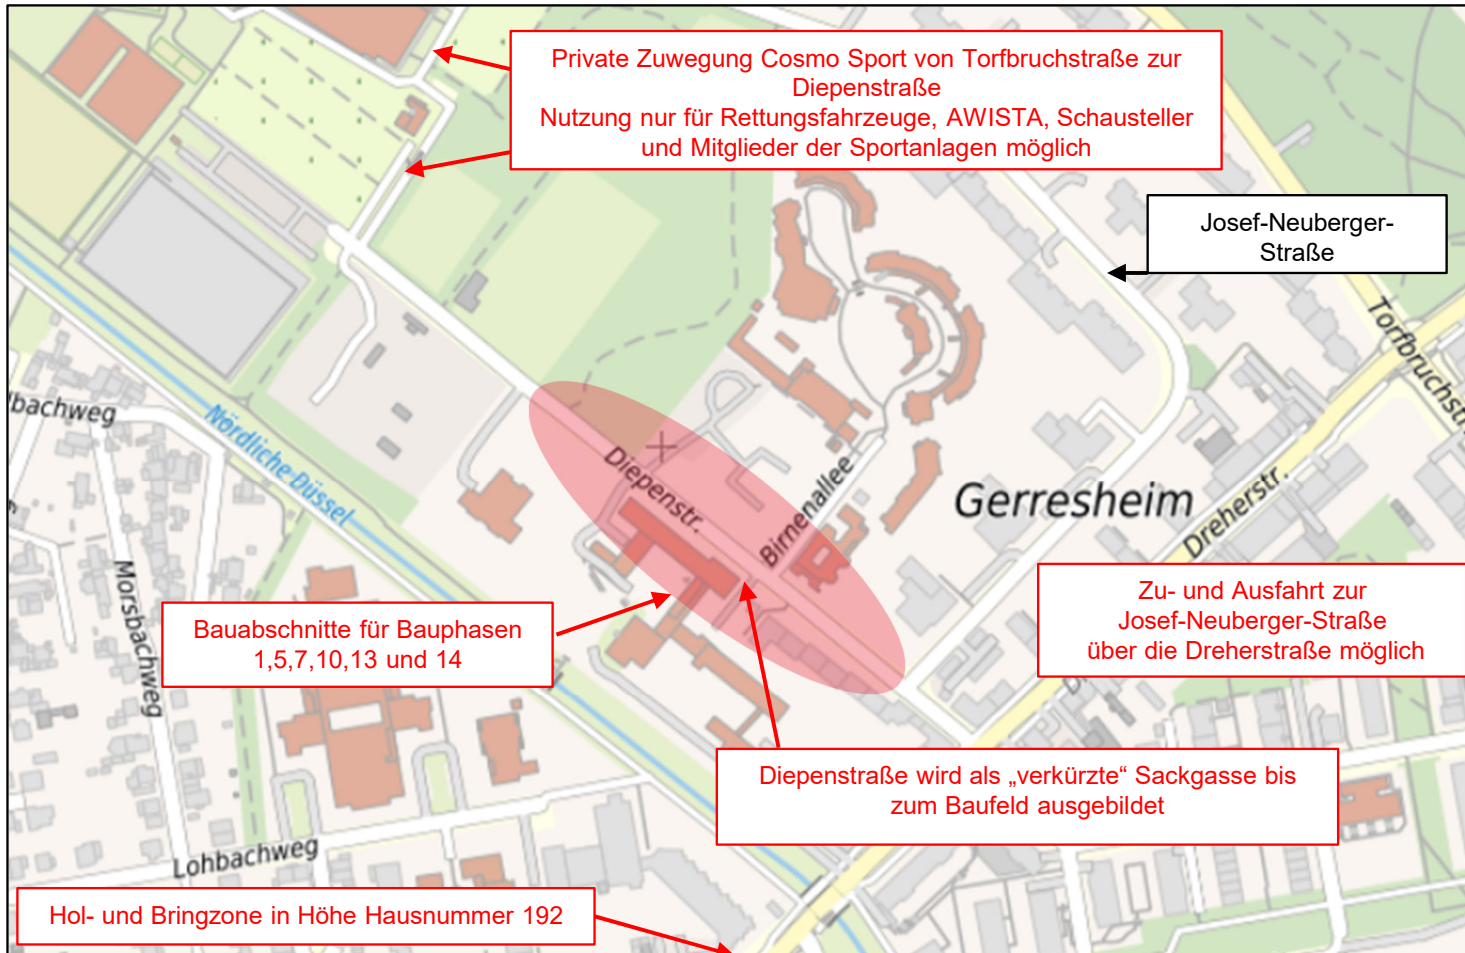 Private Zuwegung Cosmo Sport von Torfbruchstraße zur
Diepenstraße
Nutzung nur für Rettungsfahrzeuge, AWISTA, Schausteller
und Mitglieder der Sportanlagen möglich
Josef-Neuberger-
Straße
Torfbruchstr.
lbachweg
Nördliche Düssel
Diepenstr.
Birnenallee
Gerresheim
Dreherstr.
Morsbachweg
Zu- und Ausfahrt zur
Josef-Neuberger-Straße
über die Dreherstraße möglich
Bauabschnitte für Bauphasen
1,5,7,10,13 und 14
Diepenstraße wird als „verkürzte“ Sackgasse bis
zum Baufeld ausgebildet
Lohbachweg
Hol- und Bringzone in Höhe Hausnummer 192